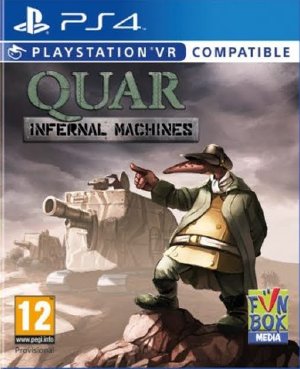 PS4
PLAYSTATION®VR COMPATIBLE
QUAR
INFERNAL MACHINES
12
www.pegi.info
Provisional
FUN
BOX
MEDIA